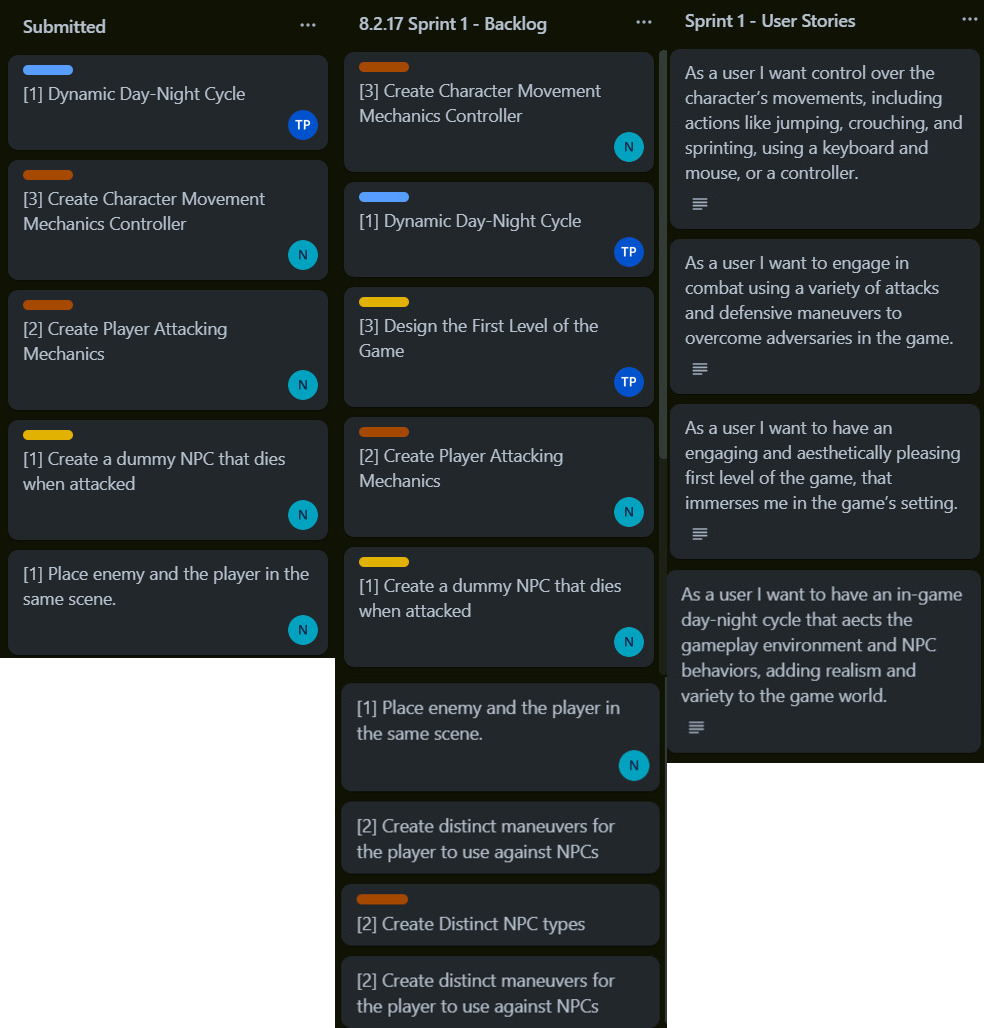 Submitted
[1] Dynamic Day-Night Cycle
TP
[3] Create Character Movement
Mechanics Controller
N
[2] Create Player Attacking
Mechanics
N
[1] Create a dummy NPC that dies
when attacked
N
[1] Place enemy and the player in the
same scene.
N
8.2.17 Sprint 1 - Backlog
[3] Create Character Movement
Mechanics Controller
N
[1] Dynamic Day-Night Cycle
TP
[3] Design the First Level of the
Game
TP
[2] Create Player Attacking
Mechanics
N
[1] Create a dummy NPC that dies
when attacked
N
[1] Place enemy and the player in
the same scene.
N
[2] Create distinct maneuvers for
the player to use against NPCs
[2] Create Distinct NPC types
[2] Create distinct maneuvers for
the player to use against NPCs
Sprint 1 - User Stories
As a user I want control over the
character’s movements, including
actions like jumping, crouching, and
sprinting, using a keyboard and
mouse, or a controller.
As a user I want to engage in
combat using a variety of attacks
and defensive maneuvers to
overcome adversaries in the game.
As a user I want to have an
engaging and aesthetically pleasing
first level of the game, that
immerses me in the game’s setting.
As a user I want to have an in-game
day-night cycle that aects the
gameplay environment and NPC
behaviors, adding realism and
variety to the game world.